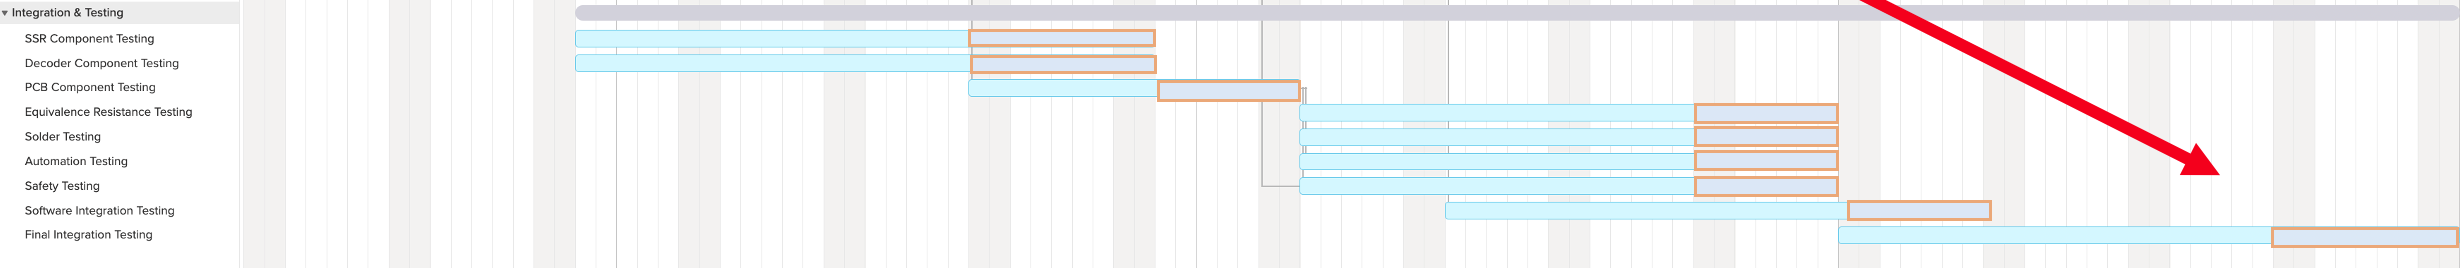 Integration & Testing
SSR Component Testing
Decoder Component Testing
PCB Component Testing
Equivalence Resistance Testing
Solder Testing
Automation Testing
Safety Testing
Software Integration Testing
Final Integration Testing